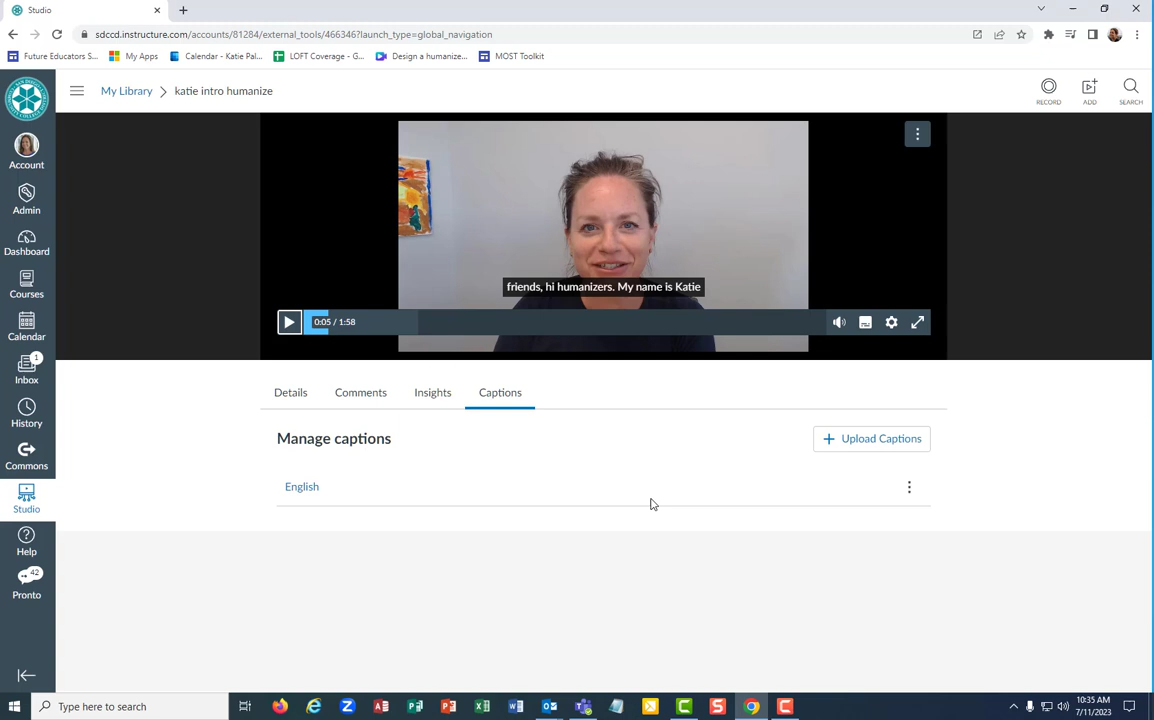 Studio
sdccd.instructure.com/accounts/81284/external_tools/466346?launch_type=global_navigation
Future Educators S...
My Apps
Calendar - Katie Pal...
LOFT Coverage - G...
Design a humanize...
MOST Toolkit
My Library
katie intro humanize
RECORD
ADD
SEARCH
Account
Admin
Dashboard
Courses
Calendar
1
Inbox
History
Commons
Studio
Help
42
Pronto
friends, hi humanizers. My name is Katie
0:05 / 1:58
Details
Comments
Insights
Captions
Manage captions
Upload Captions
English
Type here to search
10:35 AM
7/11/2023